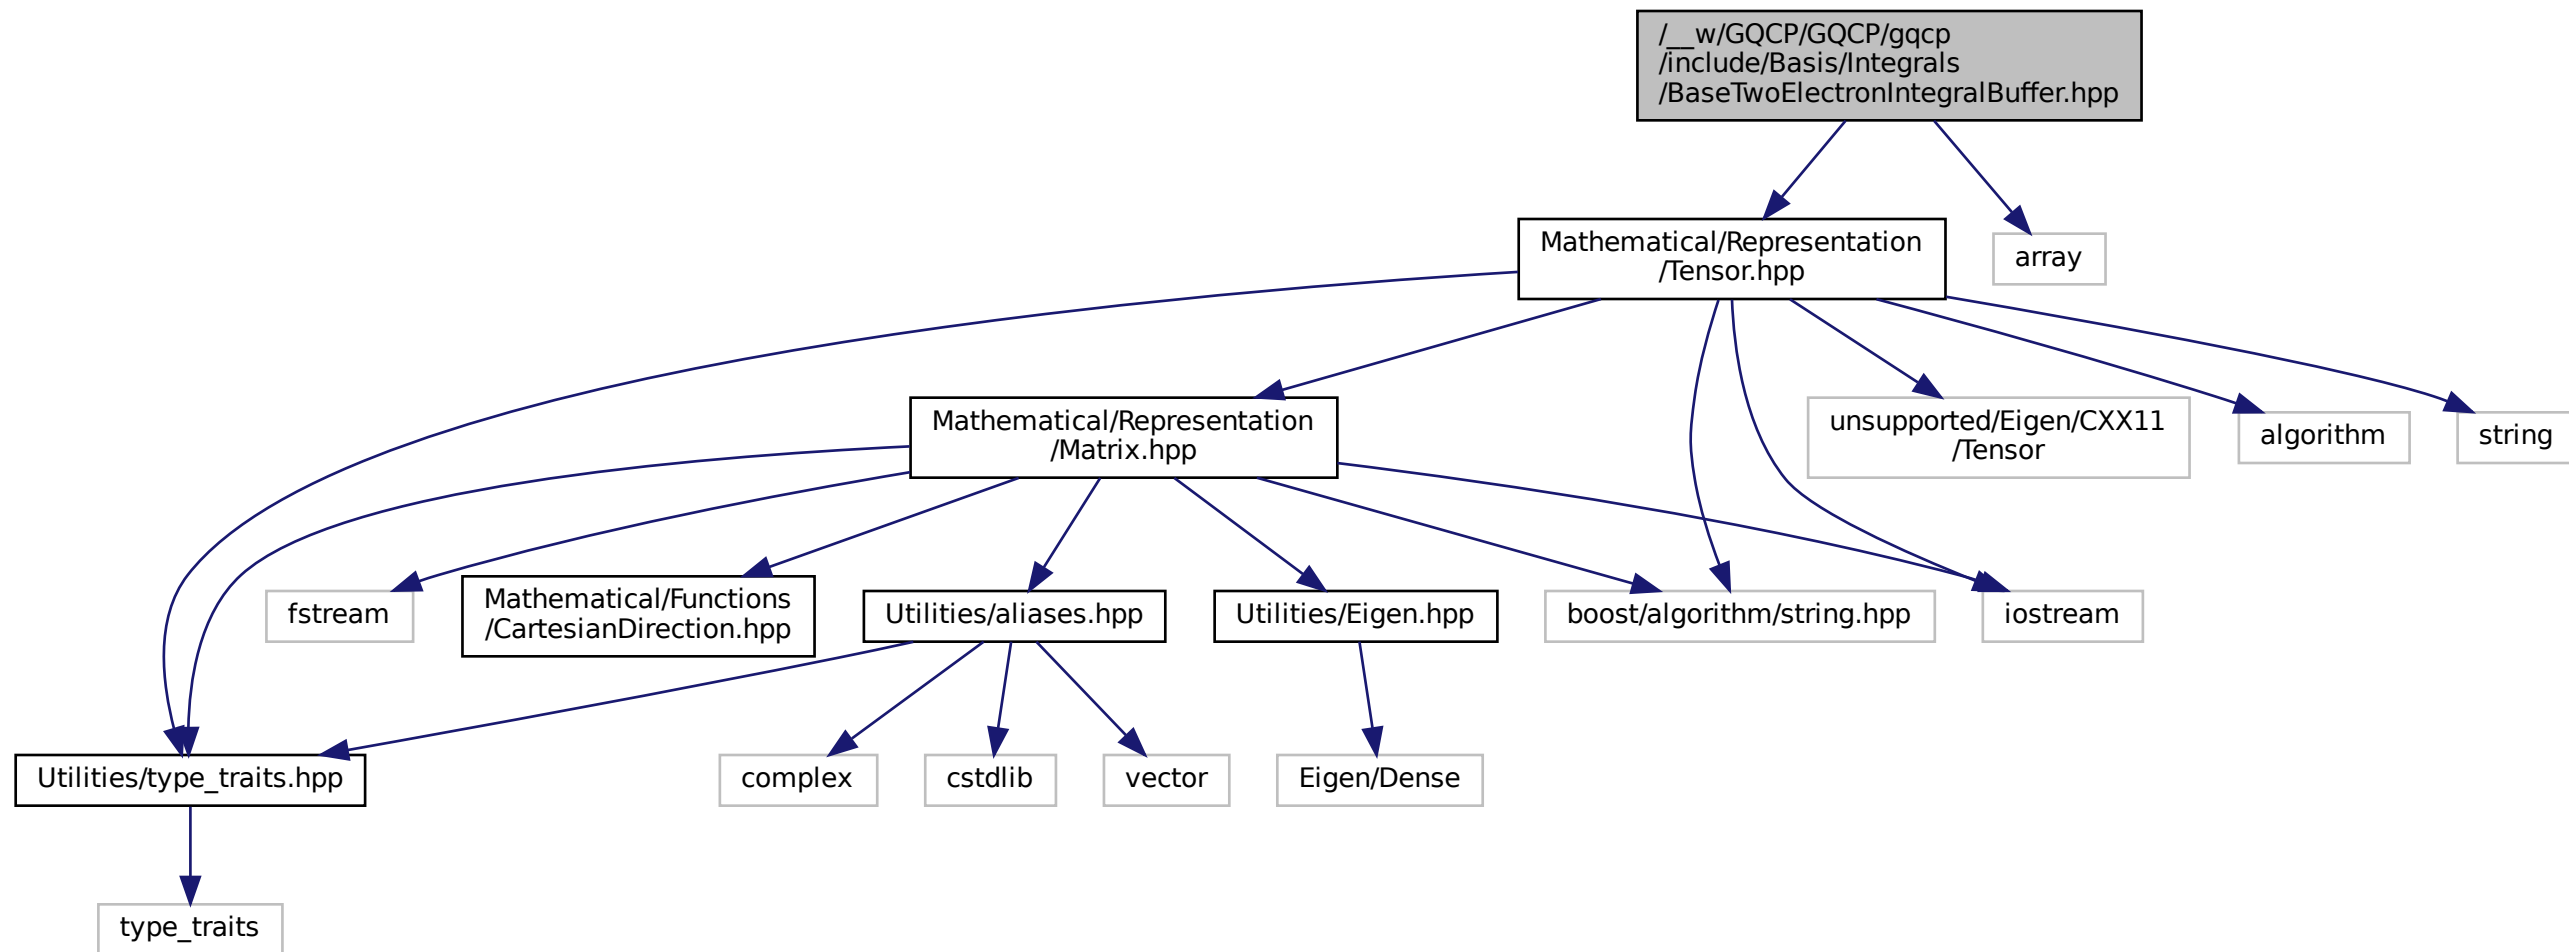 /__w/GQCP/GQCP/gqcp
/include/Basis/Integrals
/BaseTwoElectronIntegralBuffer.hpp
Mathematical/Representation
/Tensor.hpp
array
Mathematical/Representation
/Matrix.hpp
unsupported/Eigen/CXX11
/Tensor
algorithm
string
fstream
Mathematical/Functions
/CartesianDirection.hpp
Utilities/aliases.hpp
Utilities/Eigen.hpp
boost/algorithm/string.hpp
iostream
Utilities/type_traits.hpp
complex
cstdlib
vector
Eigen/Dense
type_traits